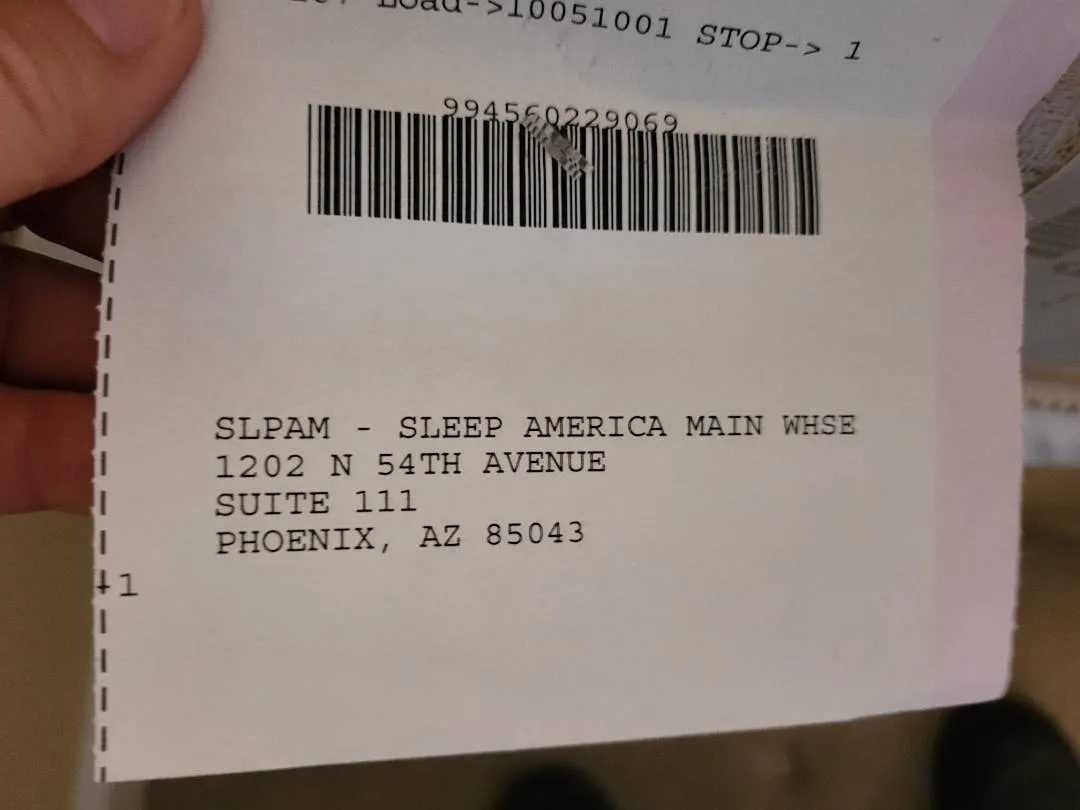 Load->10051001 STOP-> 1
994560229069
SLPAM - SLEEP AMERICA MAIN WHSE
1202 N 54TH AVENUE
SUITE 111
PHOENIX, AZ 85043
1